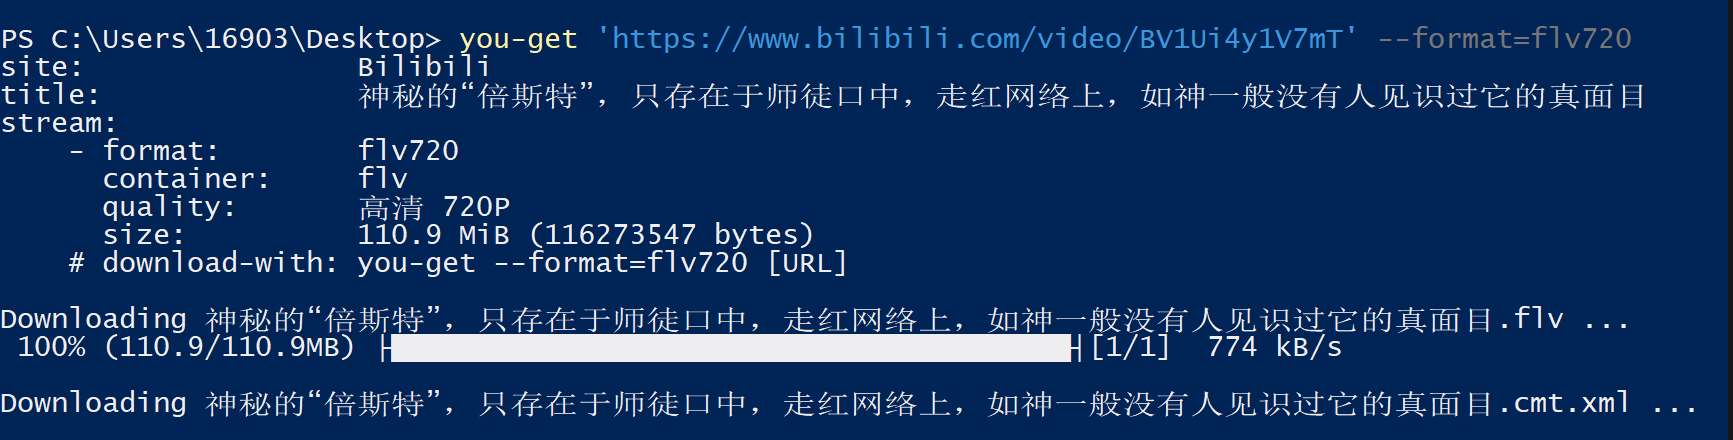 PS C:\Users\16903\Desktop> you-get 'https://www.bilibili.com/video/BV1Ui4y1V7mT' --format=flv720
site: Bilibili
title: 神秘的“倍斯特”，只存在于师徒口中，走红网络上，如神一般没有人见识过它的真面目
stream:
- format: flv720
container: flv
quality: 高清 720P
size: 110.9 MiB (116273547 bytes)
# download-with: you-get --format=flv720 [URL]
Downloading 神秘的“倍斯特”，只存在于师徒口中，走红网络上，如神一般没有人见识过它的真面目.flv ...
100% (110.9/110.9MB) ├████████████████████████████████████████┤[1/1] 774 kB/s
Downloading 神秘的“倍斯特”，只存在于师徒口中，走红网络上，如神一般没有人见识过它的真面目.cmt.xml ...